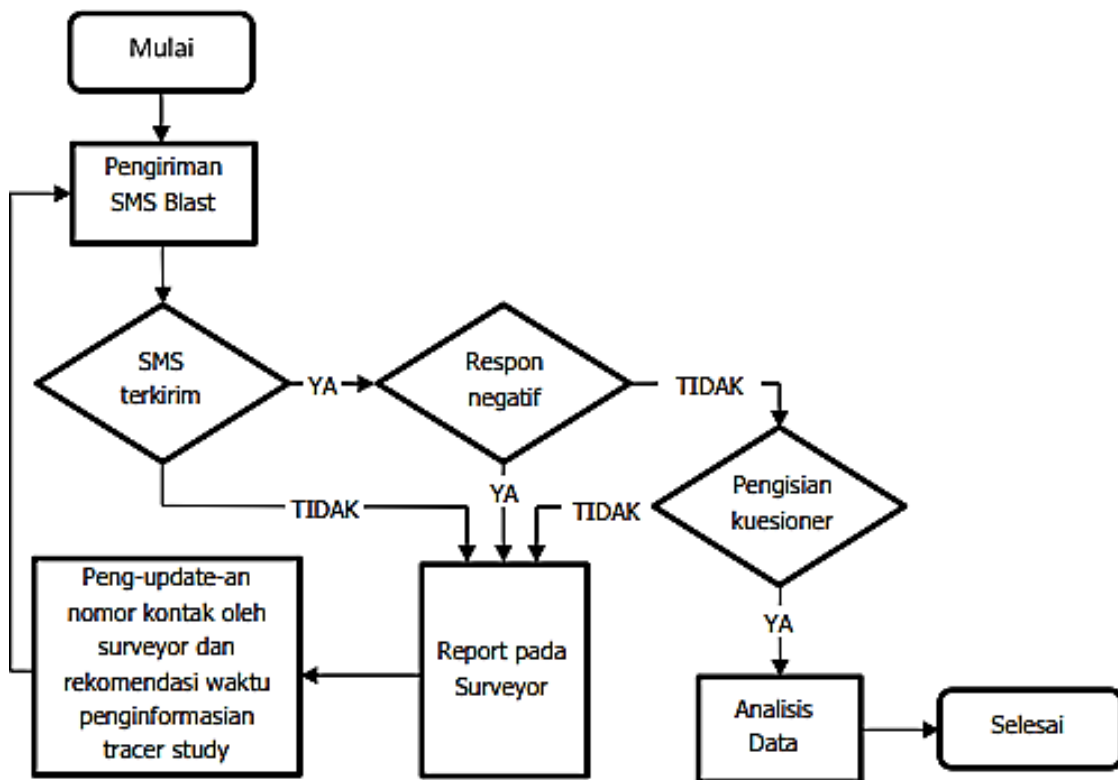 Mulai
Pengiriman
SMS Blast
SMS
terkirim
YA
Respon
negatif
TIDAK
Pengisian
kuesioner
TIDAK
YA
TIDAK
YA
Peng-update-an
nomor kontak oleh
surveyor dan
rekomendasi waktu
penginformasian
tracer study
Report pada
Surveyor
Analisis
Data
Selesai